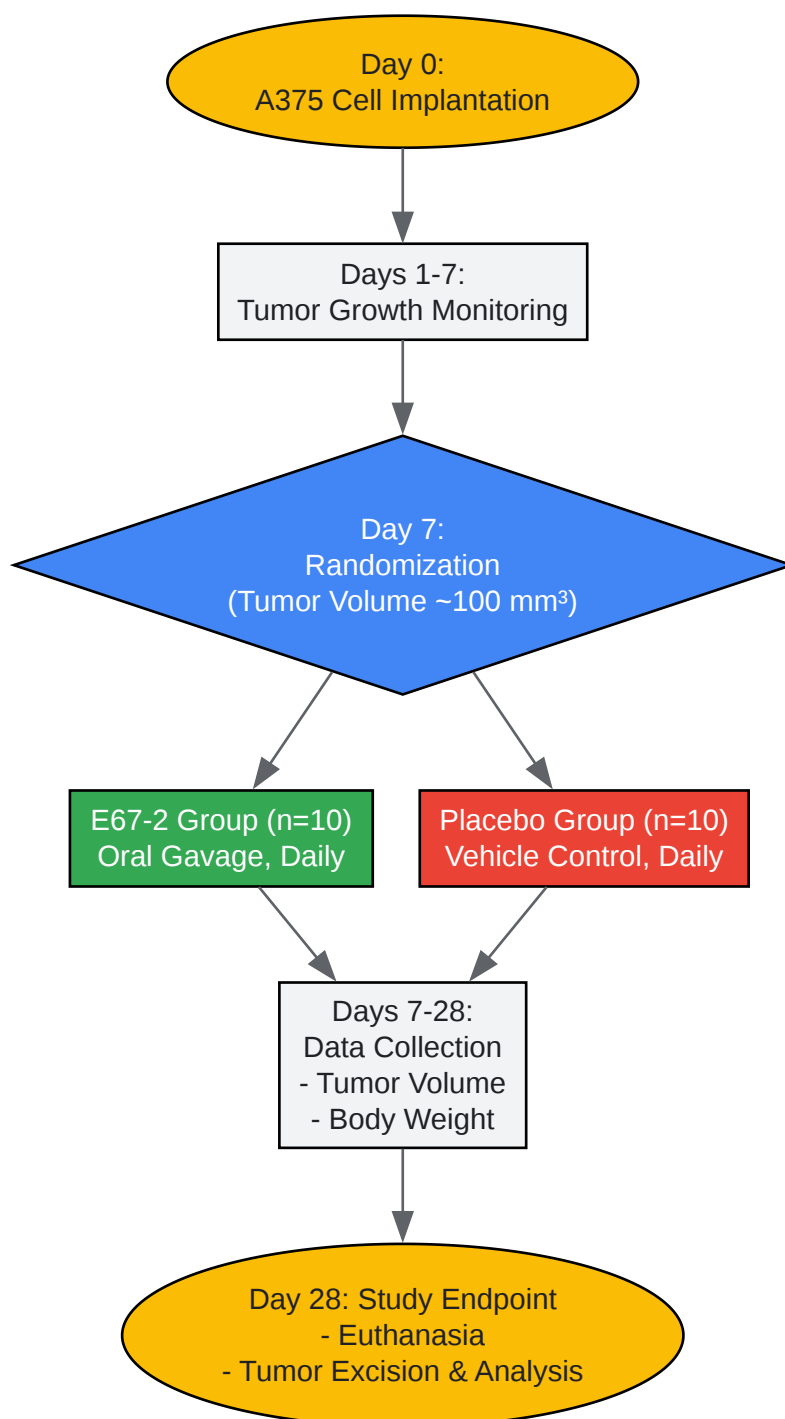 Day 0:
A375 Cell Implantation
Days 1-7:
Tumor Growth Monitoring
Day 7:
Randomization
(Tumor Volume ~100 mm³)
E67-2 Group (n=10)
Oral Gavage, Daily
Placebo Group (n=10)
Vehicle Control, Daily
Days 7-28:
Data Collection
- Tumor Volume
- Body Weight
Day 28: Study Endpoint
- Euthanasia
- Tumor Excision & Analysis